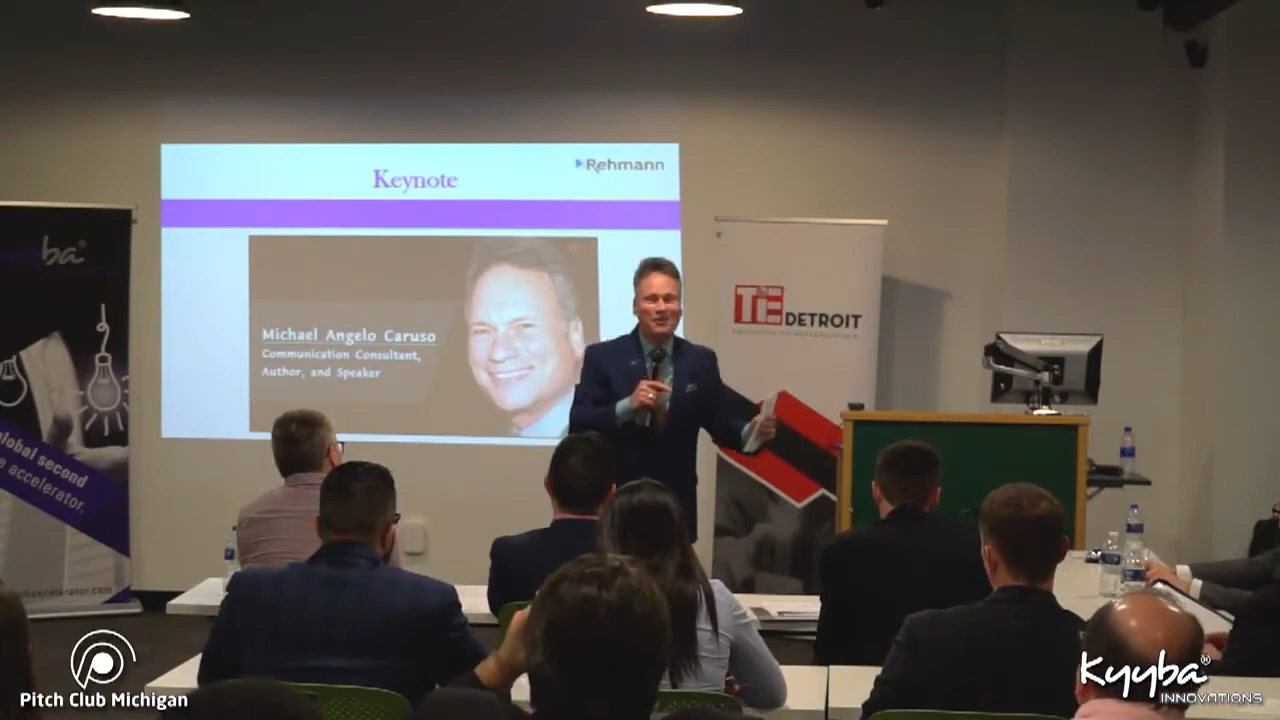 Rehmann
Keynote
Michael Angelo Caruso
Communication Consultant,
Author, and Speaker
ba
TiE DETROIT
global second
accelerator.
Pitch Club Michigan
Kyyba
INNOVATIONS